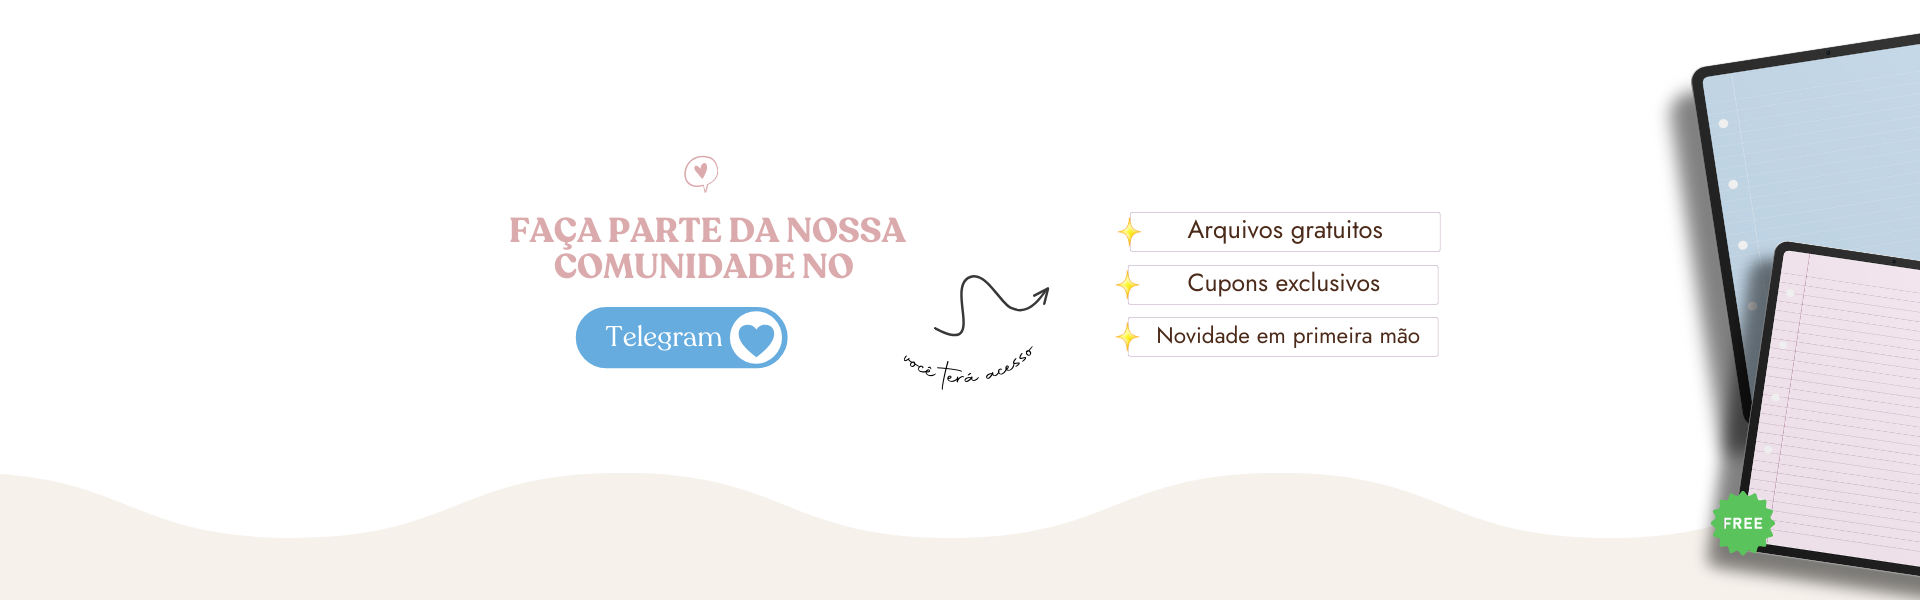 FAÇA PARTE DA NOSSA
COMUNIDADE NO
Telegram
você terá acesso
Arquivos gratuitos
Cupons exclusivos
Novidade em primeira mão
FREE